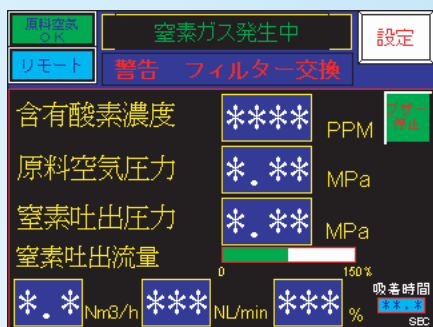 原料空気
OK
窒素ガス発生中
設定
リモート
警告 フィルター交換
含有酸素濃度 **** PPM
ブザー
停止
原料空気圧力 *.** MPa
窒素吐出圧力 *.** MPa
窒素吐出流量
0 150%
吸着時間
**.*
SEC
*.* Nm3/h *** NL/min *** %